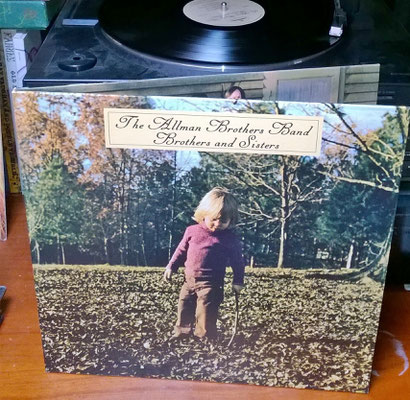 The Allman Brothers Band
Brothers and Sisters